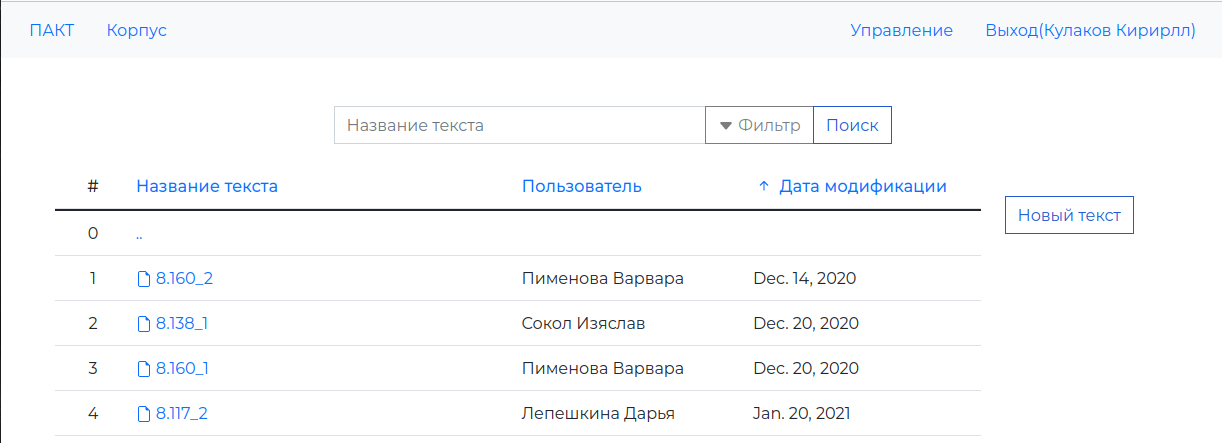 ПАКТ Корпус Управление Выход(Кулаков Кирирлл)
Название текста Фильтр Поиск
# Название текста Пользователь Дата модификации
Новый текст
0 ..
1 8.160_2 Пименова Варвара Dec. 14, 2020
2 8.138_1 Сокол Изяслав Dec. 20, 2020
3 8.160_1 Пименова Варвара Dec. 20, 2020
4 8.117_2 Лепешкина Дарья Jan. 20, 2021